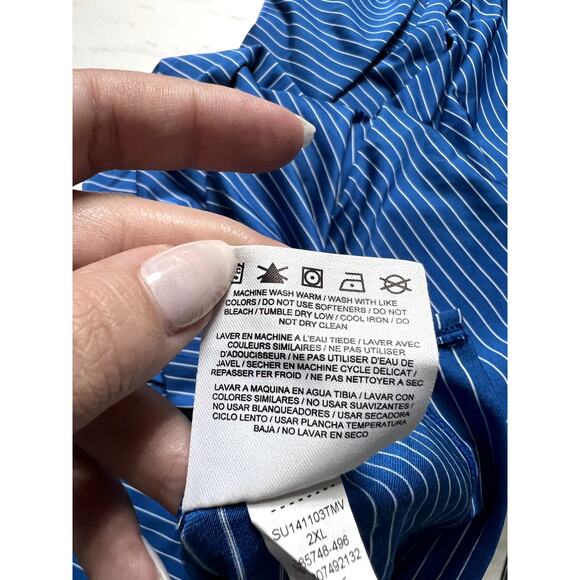 MACHINE WASH WARM / WASH WITH LIKE
COLORS / DO NOT USE SOFTENERS / DO NOT
BLEACH / TUMBLE DRY LOW / COOL IRON / DO
NOT DRY CLEAN
LAVER EN MACHINE A L'EAU TIEDE / LAVER AVEC
COULEURS SIMILAIRES / NE PAS UTILISER D'EAU
D'ADOUCISSEUR / NE PAS UTILISER D'EAU DE
JAVEL / SECHER EN MACHINE CYCLE DELICAT /
REPASSER FER FROID / NE PAS NETTOYER A SEC
LAVAR A MAQUINA EN AGUA TIBIA / LAVAR CON
COLORES SIMILARES / NO USAR SUAVIZANTES /
NO USAR BLANQUEADORES / USAR SECADORA
CICLO LENTO / USAR PLANCHA TEMPERATURA
BAJA / NO LAVAR EN SECO
SU141103TMV
2XL
85748-496
07492132